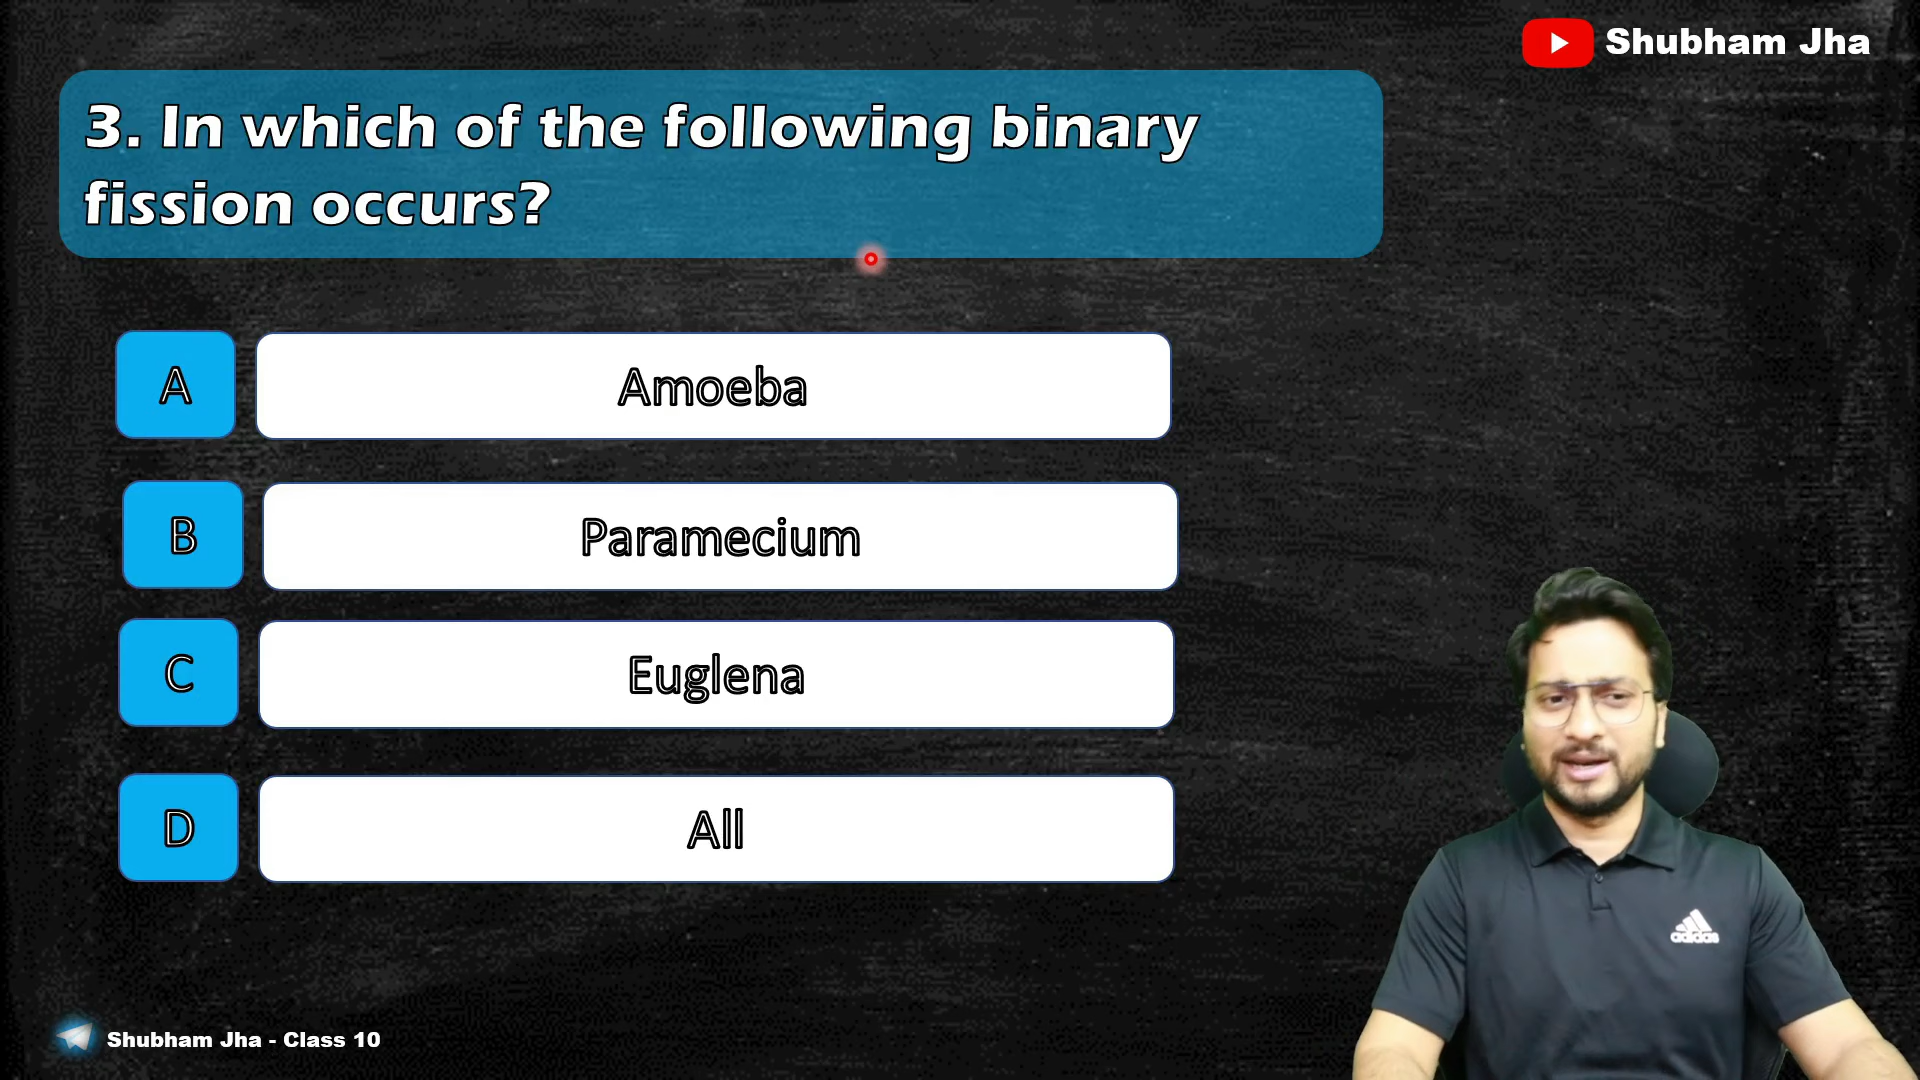 Shubham Jha
3. In which of the following binary
fission occurs?
A
Amoeba
B
Paramecium
C
Euglena
D
All
adidas
Shubham Jha - Class 10